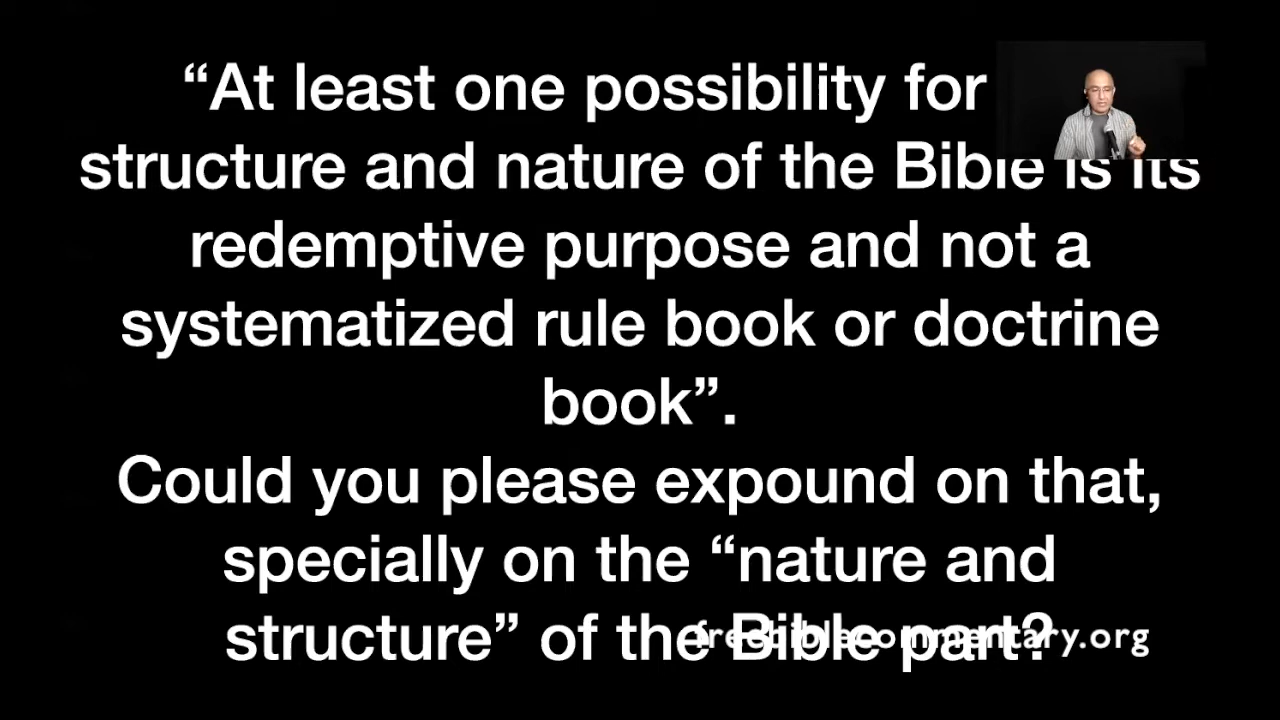 “At least one possibility for
structure and nature of the Bible is its
redemptive purpose and not a
systematized rule book or doctrine
book”.
Could you please expound on that,
specially on the “nature and
structure” of the Bible part?
freebiblecommentary.org